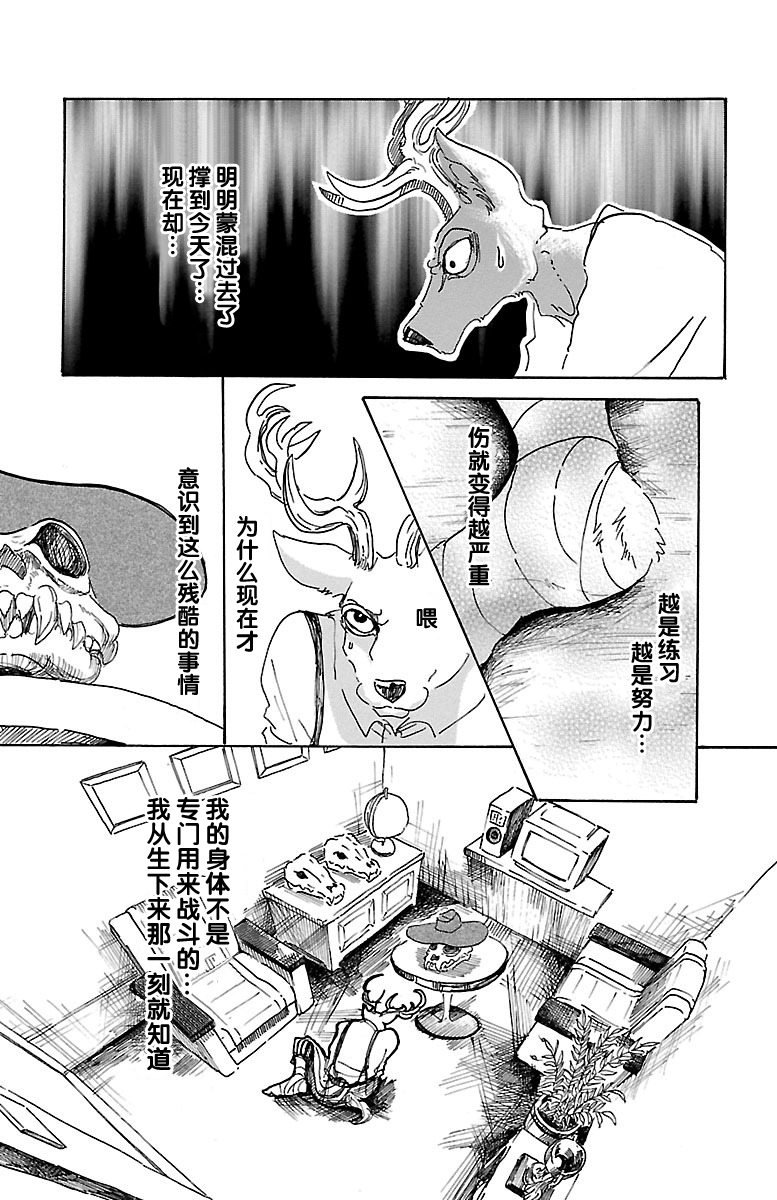 明明蒙混过去了
撑到今天了…
现在却…
越是练习
越是努力…
伤就变得越严重
喂
为什么现在才
意识到这么残酷的事情
我的身体不是
专门用来战斗的…
我从生下来那一刻就知道